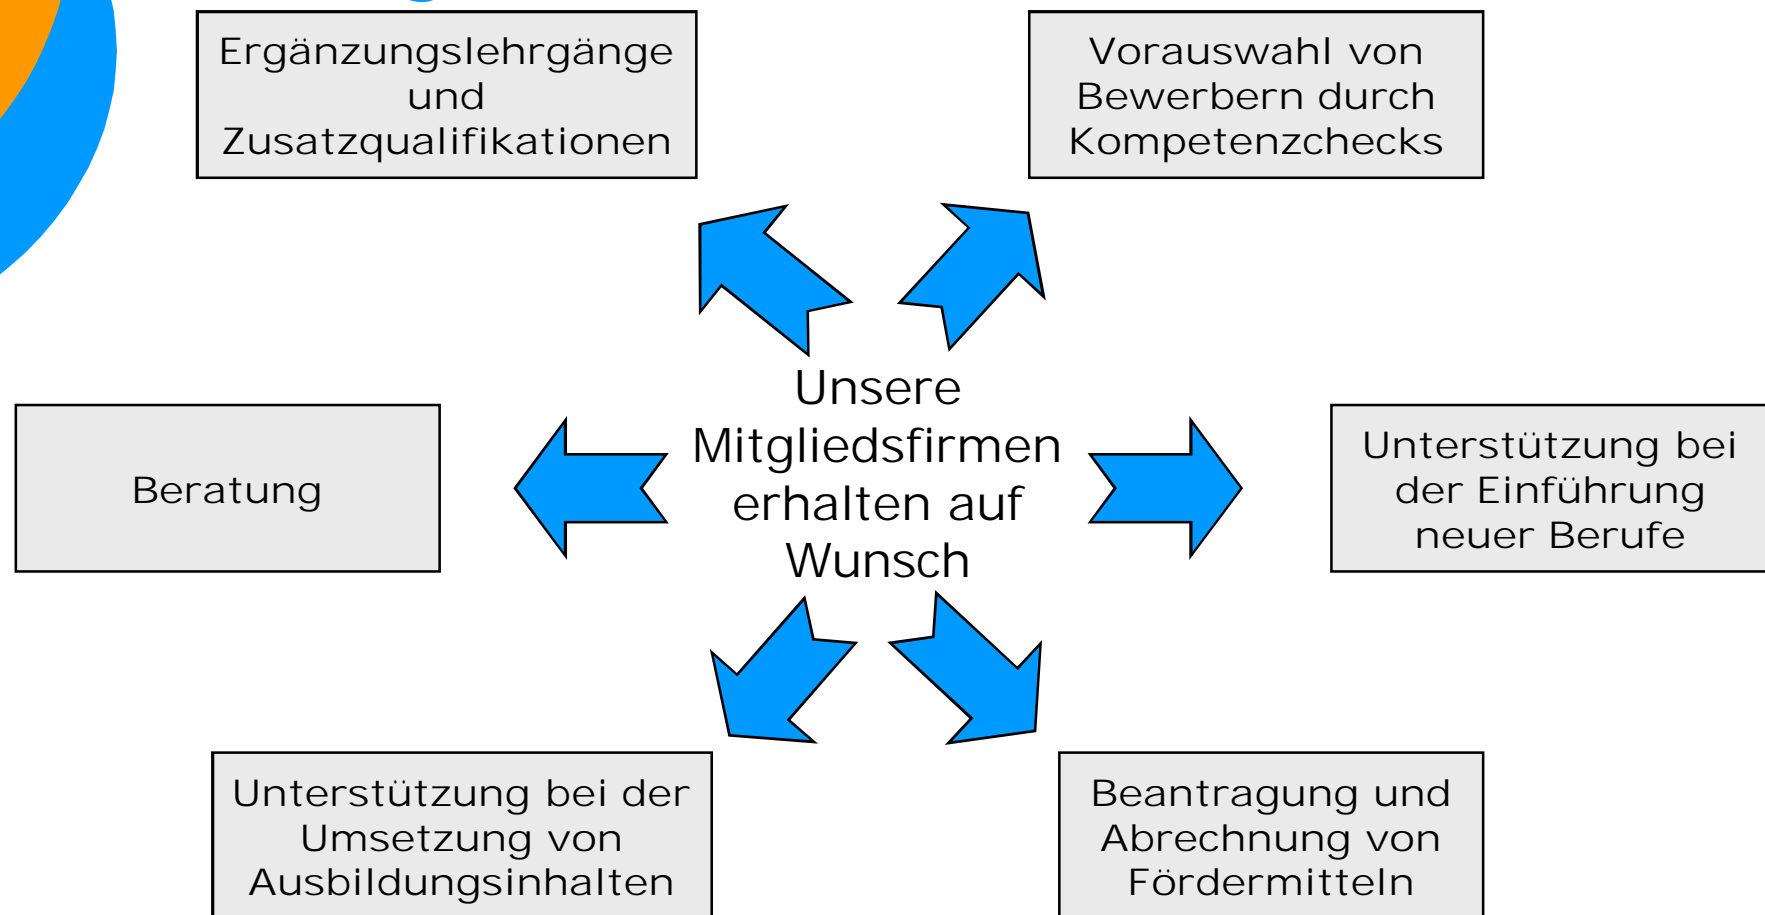 Ergänzungslehrgänge
und
Zusatzqualifikationen
Vorauswahl von
Bewerbern durch
Kompetenzchecks
Unsere
Mitgliedsfirmen
erhalten auf
Wunsch
Beratung
Unterstützung bei
der Einführung
neuer Berufe
Unterstützung bei der
Umsetzung von
Ausbildungsinhalten
Beantragung und
Abrechnung von
Fördermitteln